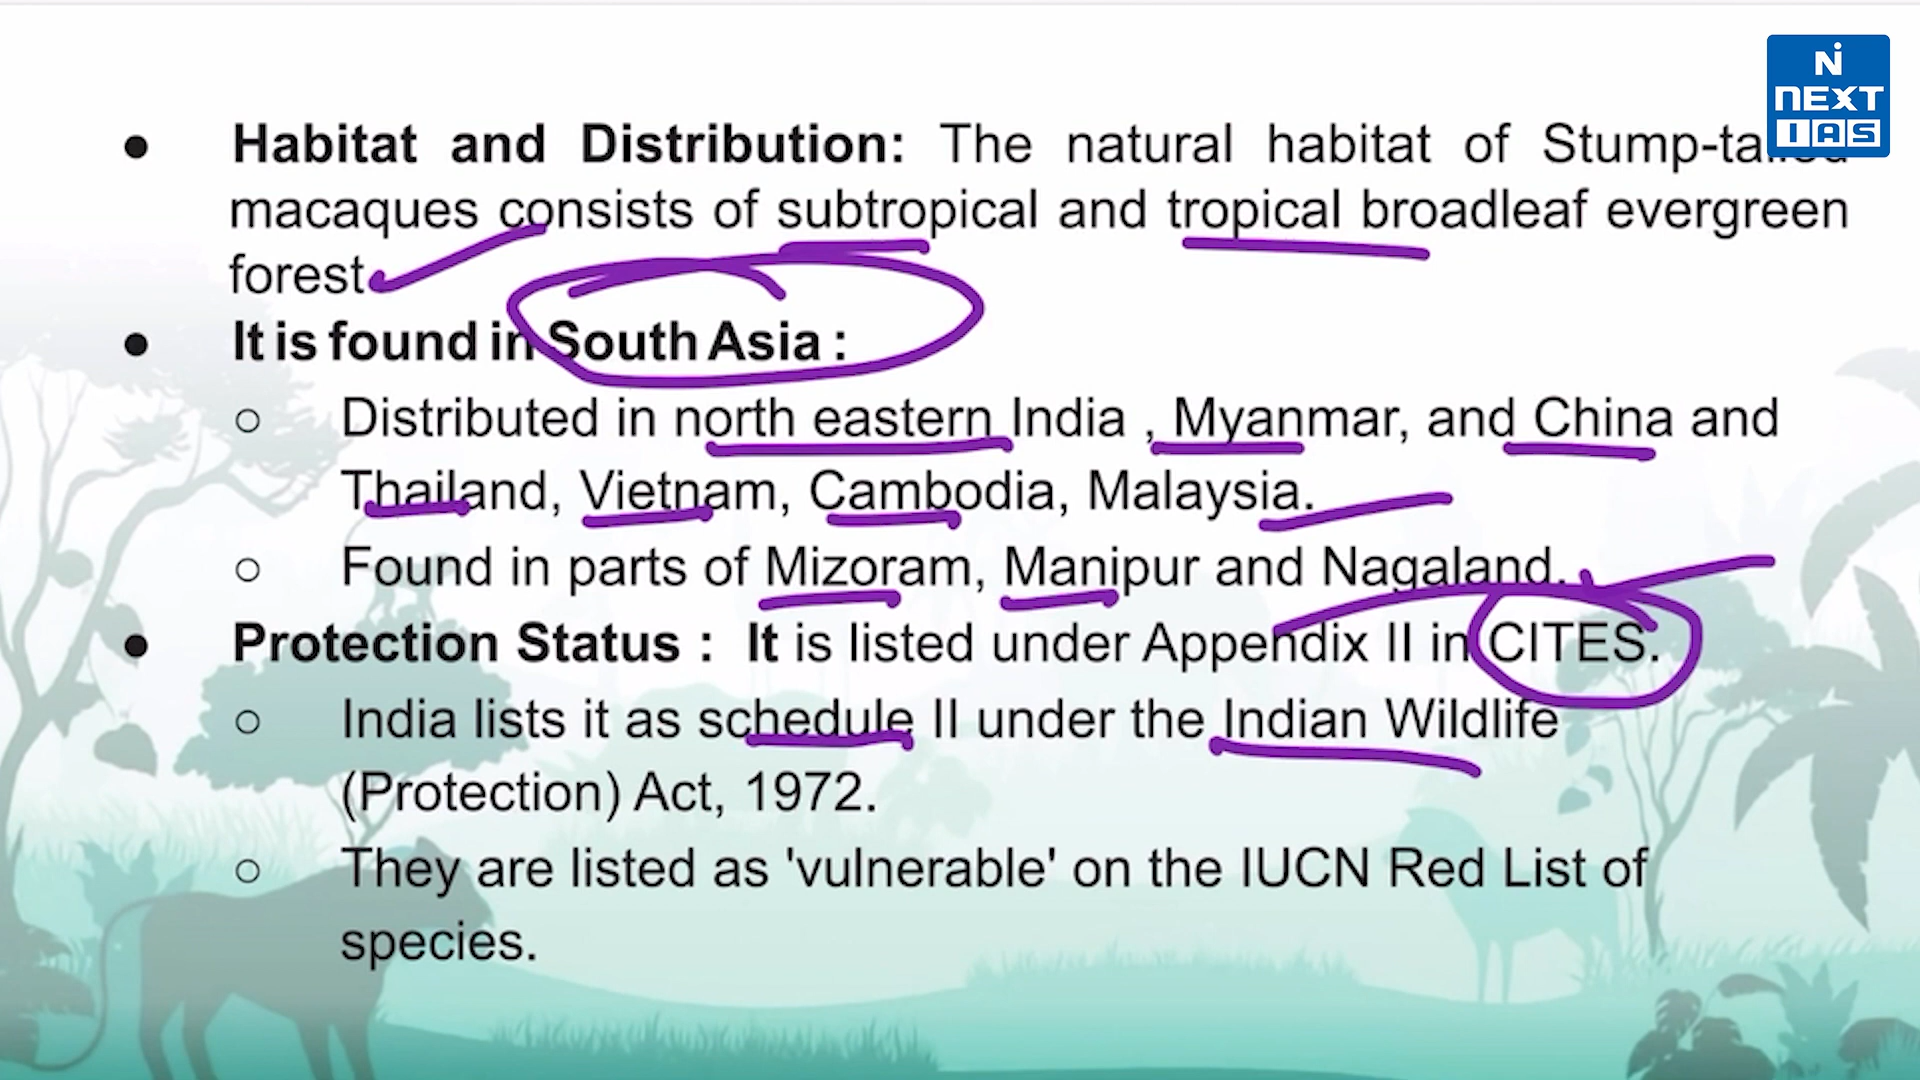 NEXT
IAS
● Habitat and Distribution: The natural habitat of Stump-tailed
macaques consists of subtropical and tropical broadleaf evergreen
forest
● It is found in South Asia :
○ Distributed in north eastern India , Myanmar, and China and
Thailand, Vietnam, Cambodia, Malaysia.
○ Found in parts of Mizoram, Manipur and Nagaland.
● Protection Status : It is listed under Appendix II in CITES.
○ India lists it as schedule II under the Indian Wildlife
(Protection) Act, 1972.
○ They are listed as 'vulnerable' on the IUCN Red List of
species.